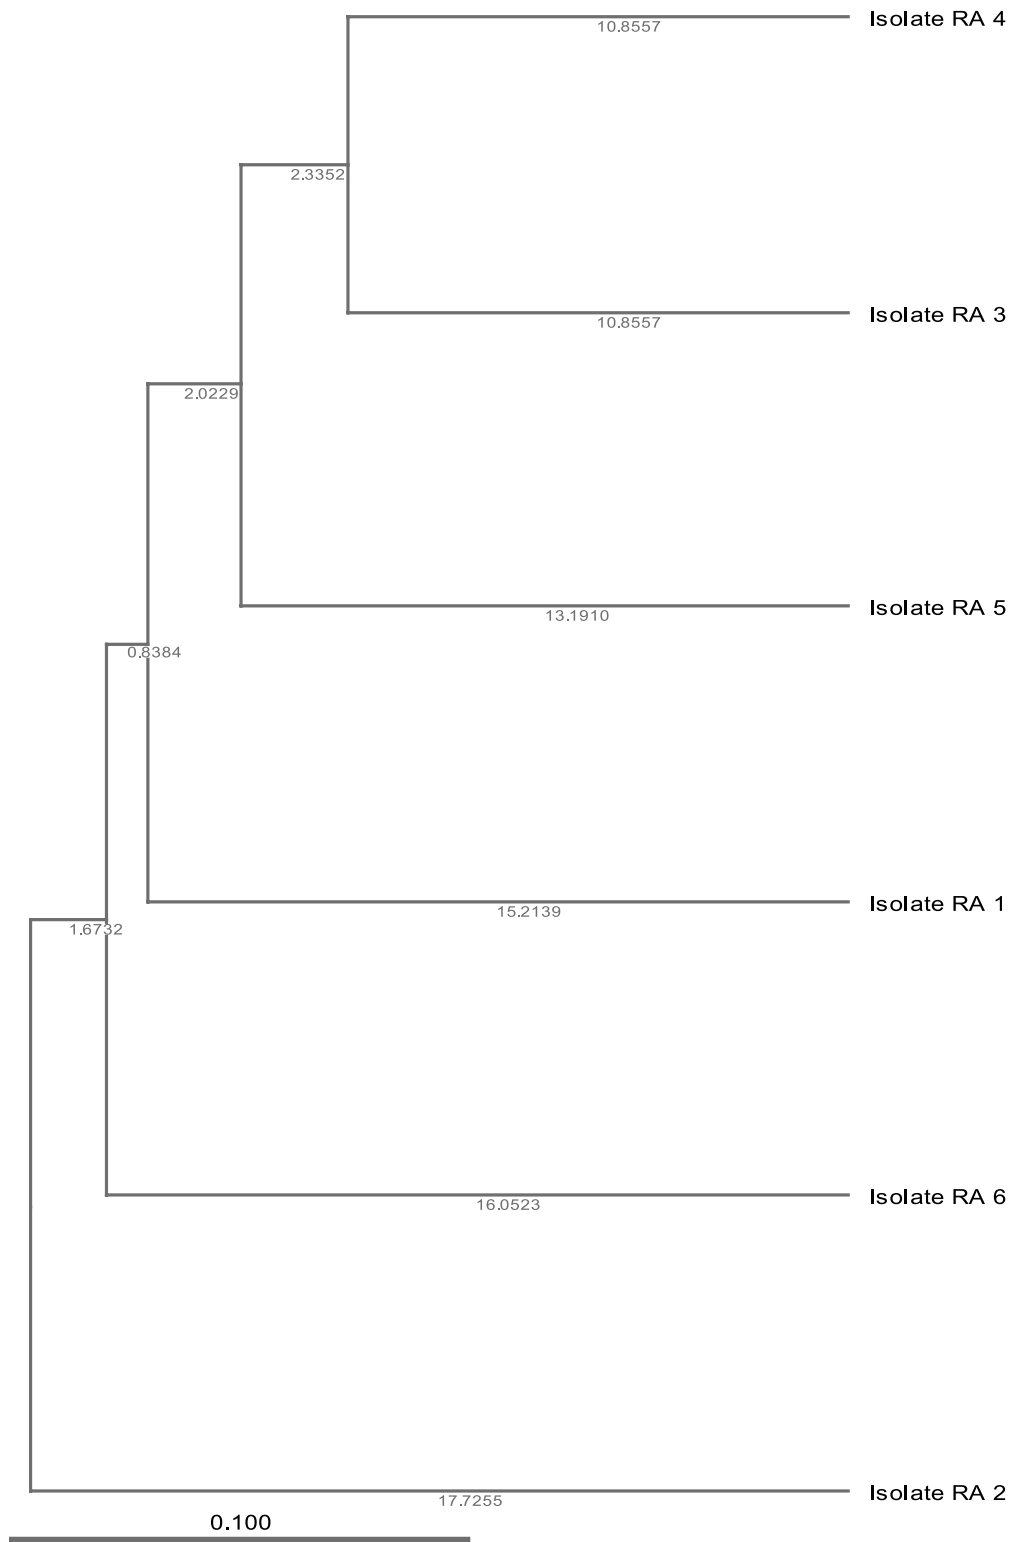 Isolate RA 4
10.8557
2.3352
Isolate RA 3
10.8557
2.0229
Isolate RA 5
13.1910
0.8384
Isolate RA 1
15.2139
1.6732
Isolate RA 6
16.0523
Isolate RA 2
17.7255
0.100